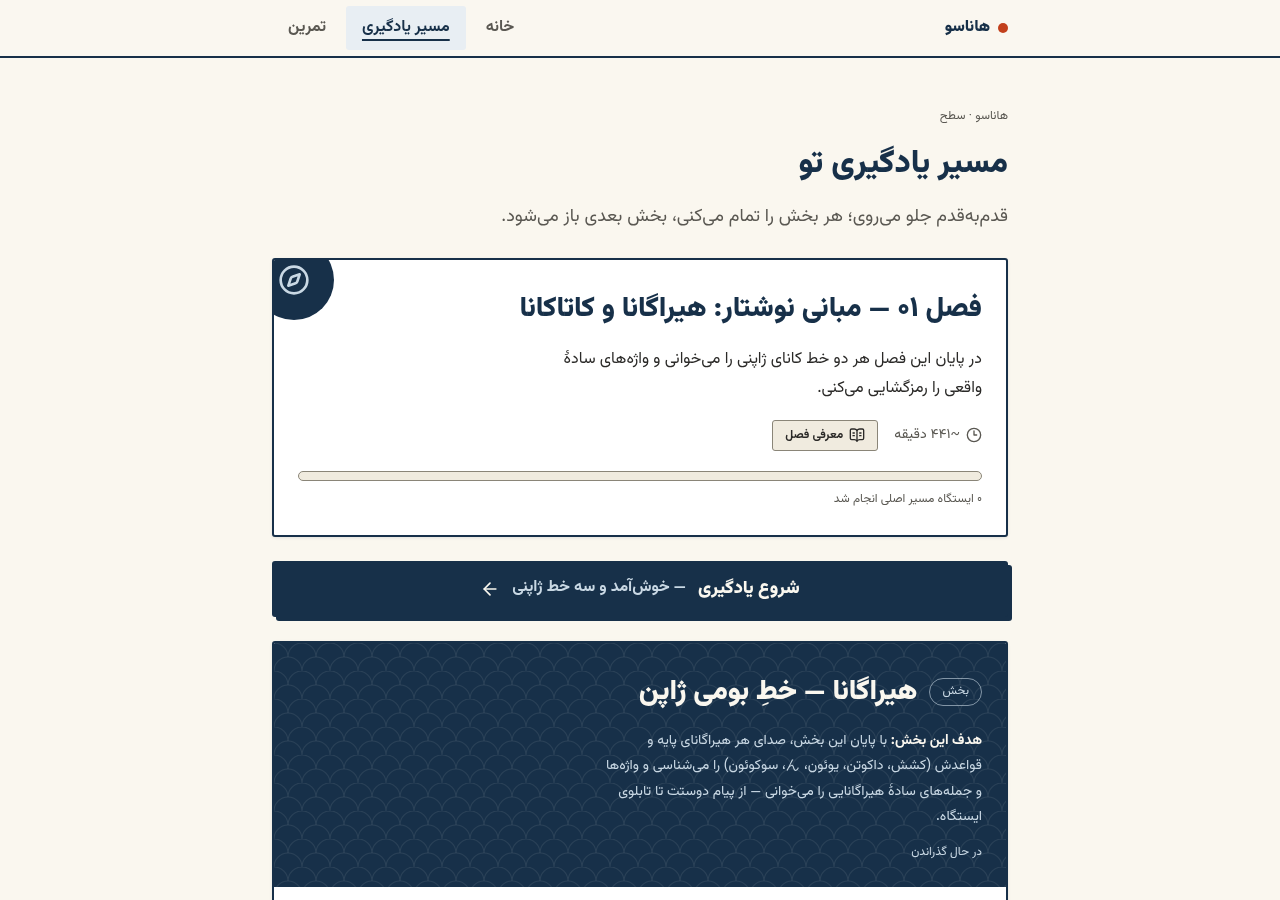 هاناسو
خانه
مسیر یادگیری
تمرین
هاناسو · سطح
مسیر یادگیری تو
قدم‌به‌قدم جلو می‌روی؛ هر بخش را تمام می‌کنی، بخش بعدی باز می‌شود.
فصل ۰۱ — مبانی نوشتار: هیراگانا و کاتاکانا
در پایان این فصل هر دو خط کانای ژاپنی را می‌خوانی و واژه‌های سادهٔ
واقعی را رمزگشایی می‌کنی.
~۴۴۱ دقیقه
معرفی فصل
۰ ایستگاه مسیر اصلی انجام شد
شروع یادگیری — خوش‌آمد و سه خط ژاپنی
بخش
هیراگانا — خطِ بومی ژاپن
هدف این بخش: با پایان این بخش، صدای هر هیراگانای پایه و
قواعدش (کشش، داکوتن، یوئون، ん، سوکوئون) را می‌شناسی و واژه‌ها
و جمله‌های سادهٔ هیراگانایی را می‌خوانی — از پیام دوستت تا تابلوی
ایستگاه.
در حال گذراندن